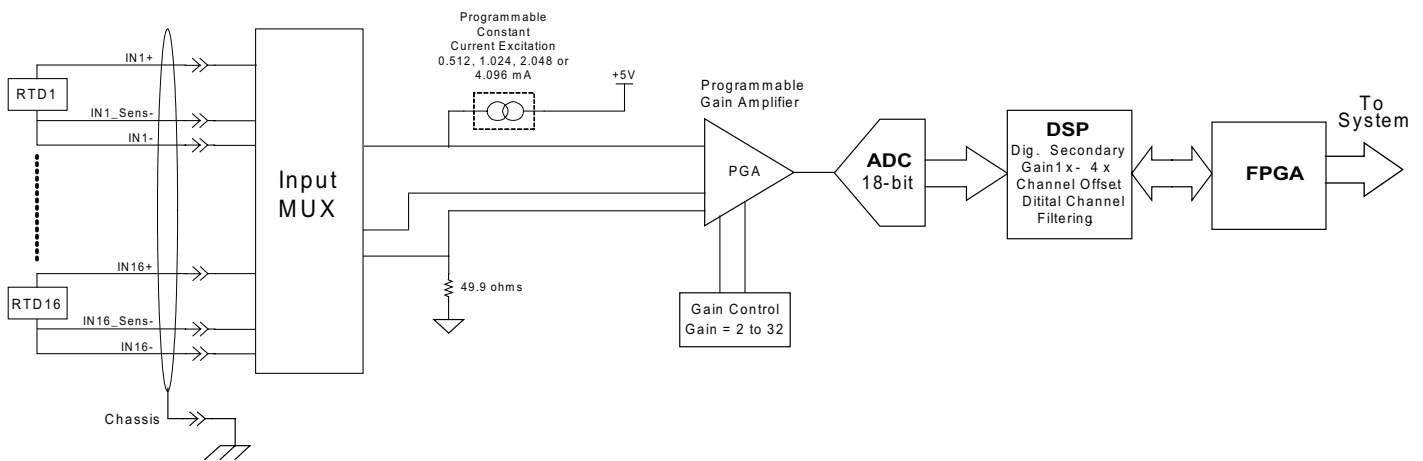 Programmable
Constant
Current Excitation
0.512, 1.024, 2.048 or
4.096 mA
+5V
IN1+
RTD1
IN1_Sens-
IN1-
Input
MUX
Programmable
Gain Amplifier
PGA
ADC
18-bit
DSP
Dig. Secondary
Gain1x- 4x
Channel Offset
Ditital Channel
Filtering
FPGA
To
System
IN16+
RTD16
IN16_Sens-
IN16-
49.9 ohms
Gain Control
Gain = 2 to 32
Chassis